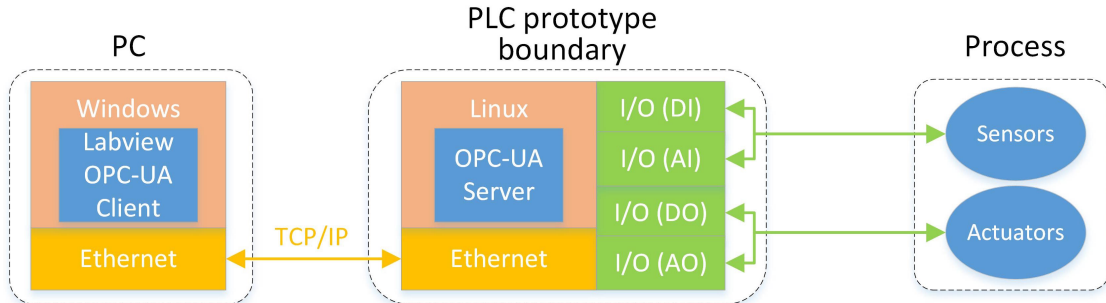 PC
PLC prototype
boundary
Process
Windows
Labview
OPC-UA
Client
Ethernet
TCP/IP
Linux
OPC-UA
Server
Ethernet
I/O (DI)
I/O (AI)
I/O (DO)
I/O (AO)
Sensors
Actuators